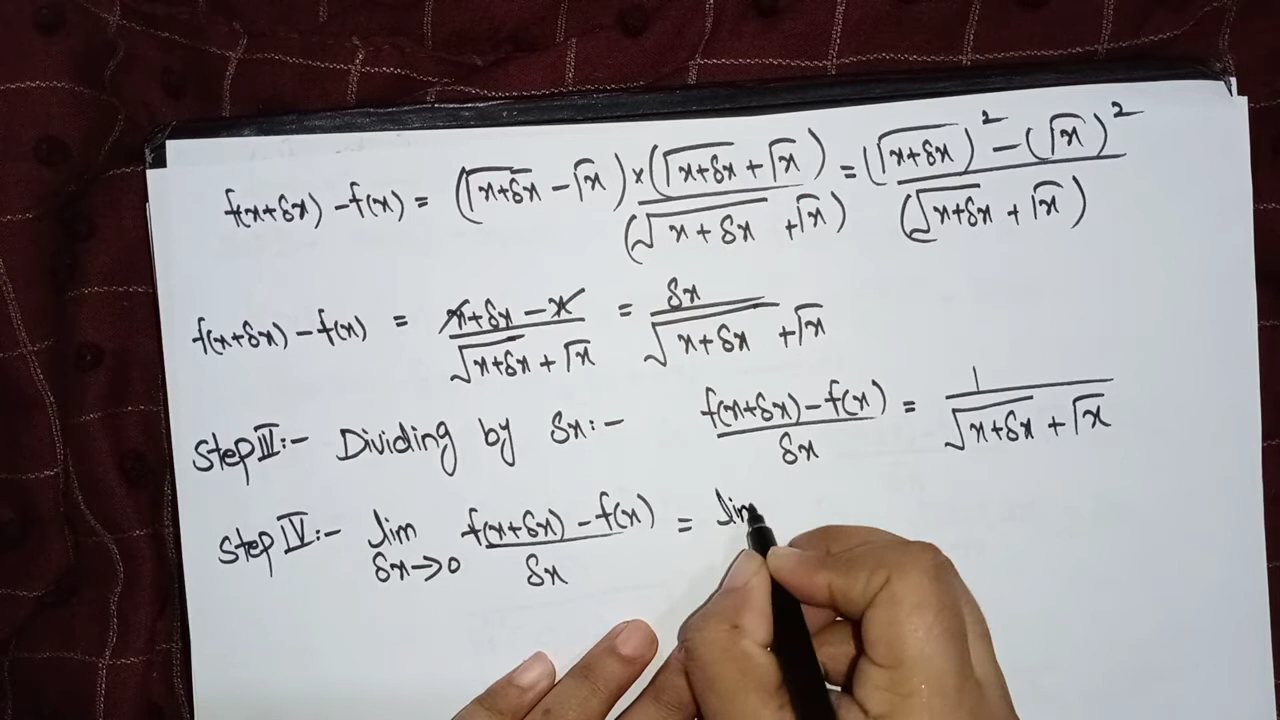 f(x+δx) - f(x) = (√x+δx - √x) × (√x+δx + √x) / (√x+δx + √x) = (√x+δx)² - (√x)² / (√x+δx + √x)
f(x+δx) - f(x) = x+δx - x / √x+δx + √x = δx / √x+δx + √x
Step III:- Dividing by δx:- f(x+δx) - f(x) / δx = 1 / √x+δx + √x
Step IV:- lim δx→0 f(x+δx) - f(x) / δx = lim